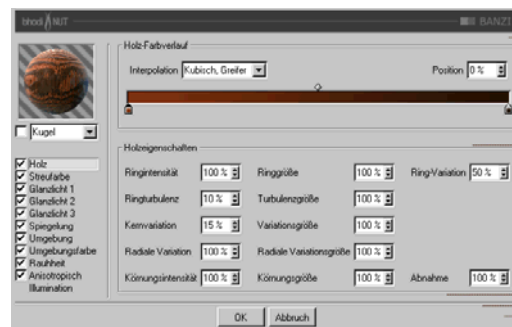 bhodi NUT
BANZI
Holz-Farbverlauf
Interpolation Kubisch, Greifer
Position 0 %
Kugel
Holz
Streufarbe
Glanzlicht 1
Glanzlicht 2
Glanzlicht 3
Spiegelung
Umgebung
Umgebungsfarbe
Rauhheit
Anisotropisch
Illumination
Holzeigenschaften
Ringintensität 100 % Ringgröße 100 % Ring-Variation 50 %
Ringturbulenz 10 % Turbulenzgröße 100 %
Kernvariation 15 % Variationsgröße 100 %
Radiale Variation 100 % Radiale Variationsgröße 100 %
Körnungsintensität 100 % Körnungsgröße 100 % Abnahme 100 %
OK Abbruch